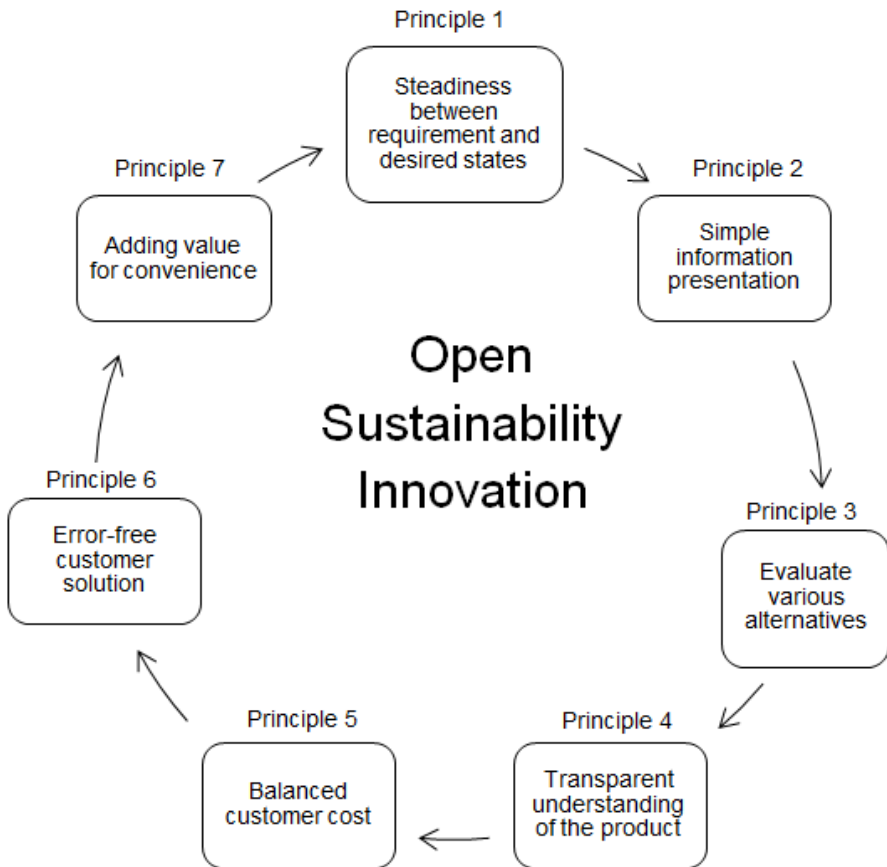 Principle 1
Steadiness
between
requirement and
desired states
Principle 2
Simple
information
presentation
Principle 3
Evaluate
various
alternatives
Principle 4
Transparent
understanding
of the product
Principle 5
Balanced
customer cost
Principle 6
Error-free
customer
solution
Principle 7
Adding value
for convenience
Open
Sustainability
Innovation